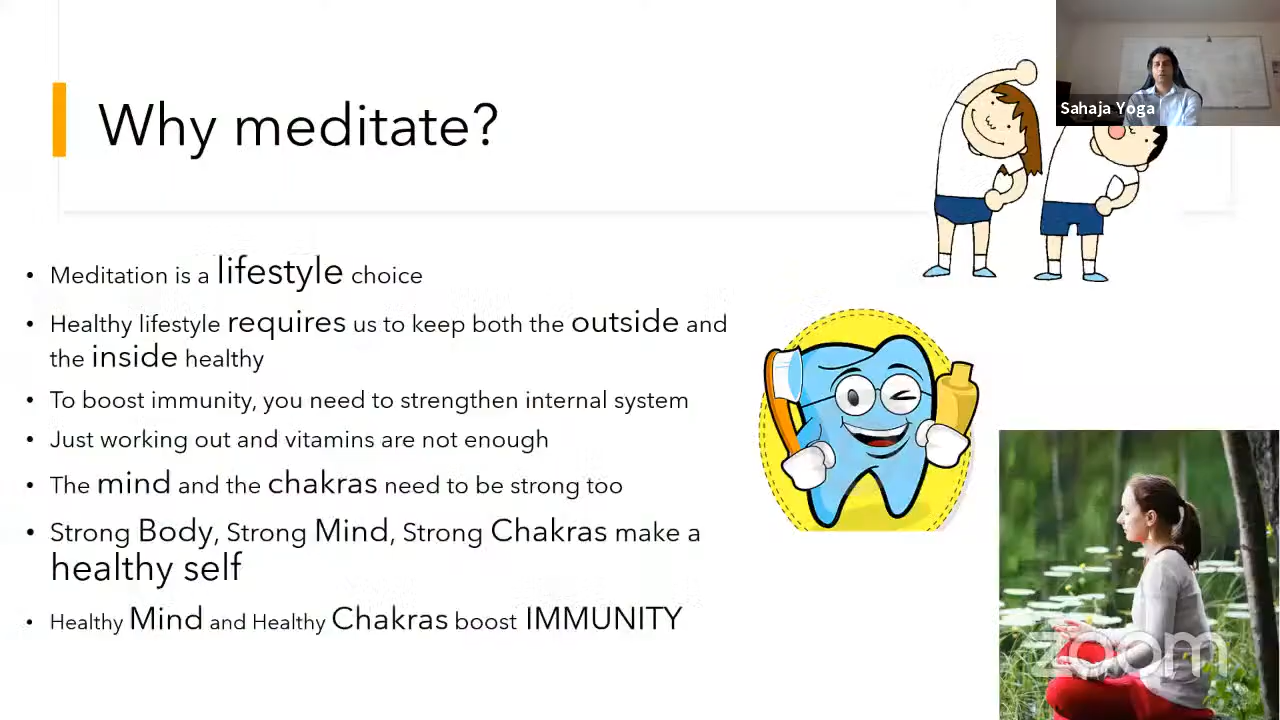 Why meditate?
Sahaja Yoga
• Meditation is a lifestyle choice
• Healthy lifestyle requires us to keep both the outside and
the inside healthy
• To boost immunity, you need to strengthen internal system
• Just working out and vitamins are not enough
• The mind and the chakras need to be strong too
• Strong Body, Strong Mind, Strong Chakras make a
healthy self
• Healthy Mind and Healthy Chakras boost IMMUNITY
zoom